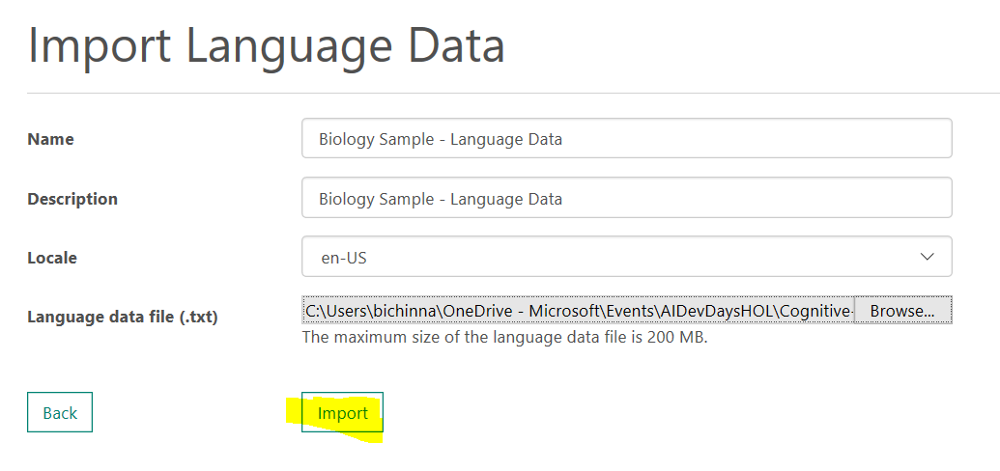 Import Language Data
Name
Biology Sample - Language Data
Description
Biology Sample - Language Data
Locale
en-US
Language data file (.txt)
C:\Users\bichinna\OneDrive - Microsoft\Events\AIDevDaysHOL\Cognitive- Browse...
The maximum size of the language data file is 200 MB.
Back
Import